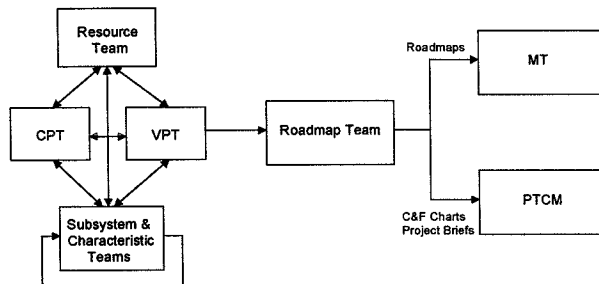 Resource
Team
Roadmaps
MT
CPT
VPT
Roadmap Team
Subsystem &
Characteristic
Teams
C&F Charts
Project Briefs
PTCM